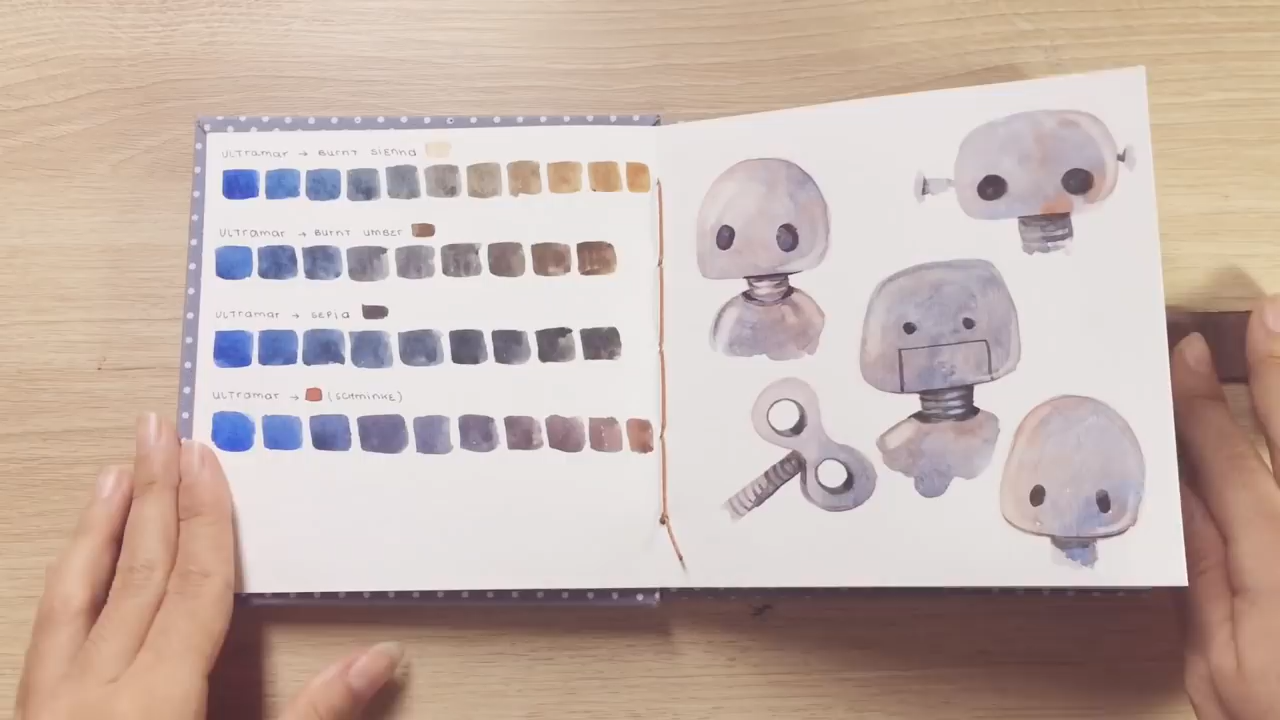 ULTramar → BURNT SIENNA
ULTramar → BURNT UMBER
ULTramar → SEPIA
ULTramar → (SCHMINKE)